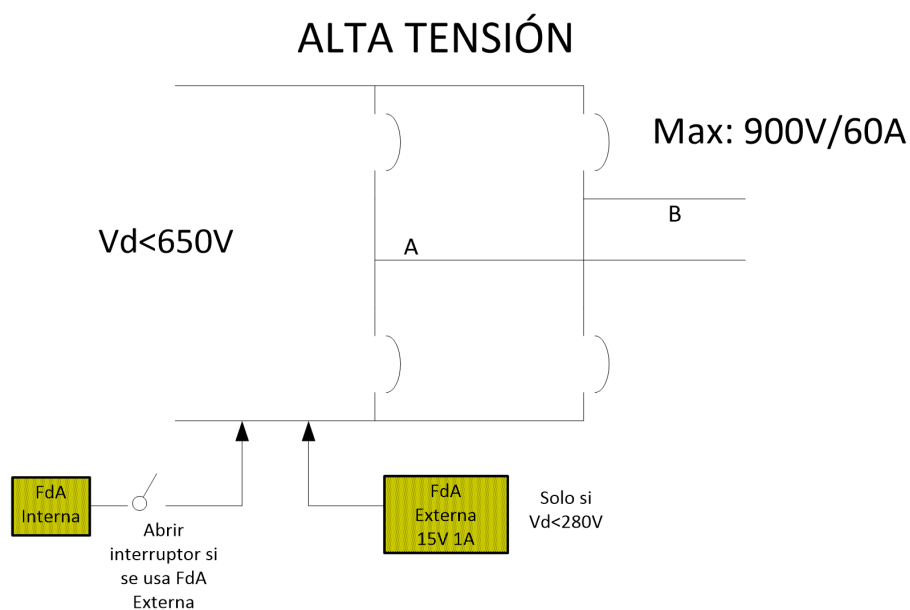 ALTA TENSIÓN
Max: 900V/60A
B
Vd<650V
A
FdA
Interna
Abrir
interruptor si
se usa FdA
Externa
FdA
Externa
15V 1A
Solo si
Vd<280V